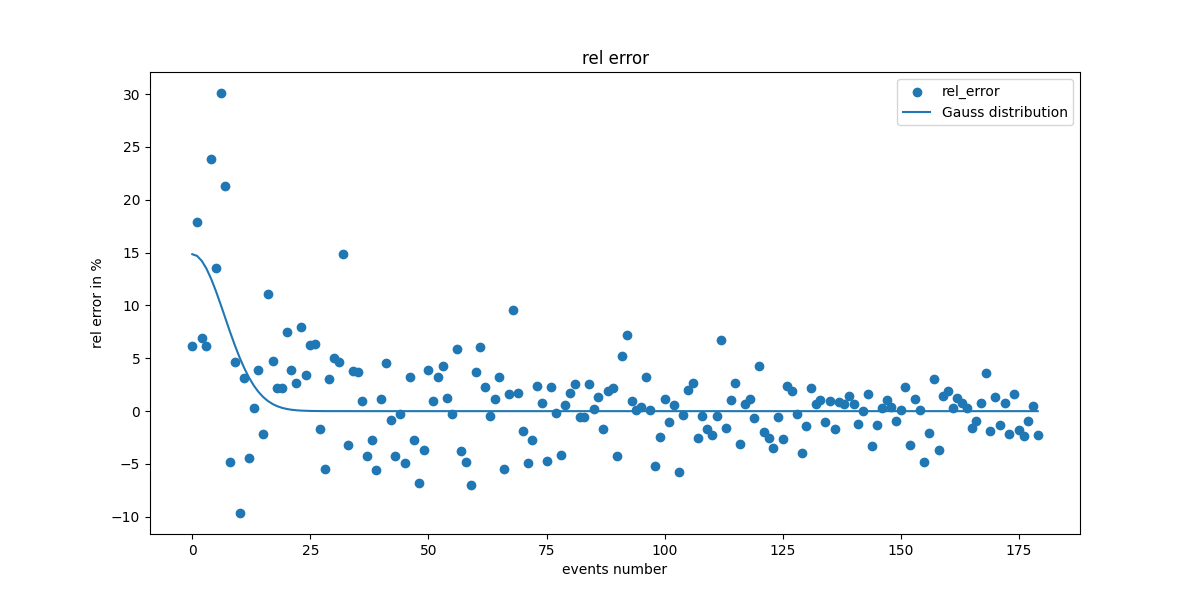 rel error
rel_error
Gauss distribution
rel error in %
30
25
20
15
10
5
0
−5
−10
0 25 50 75 100 125 150 175
events number